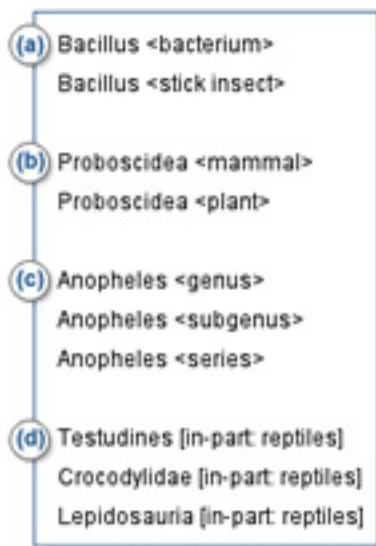 (a) Bacillus <bacterium>
Bacillus <stick insect>
(b) Proboscidea <mammal>
Proboscidea <plant>
(c) Anopheles <genus>
Anopheles <subgenus>
Anopheles <series>
(d) Testudines [in-part: reptiles]
Crocodylidae [in-part: reptiles]
Lepidosauria [in-part: reptiles]